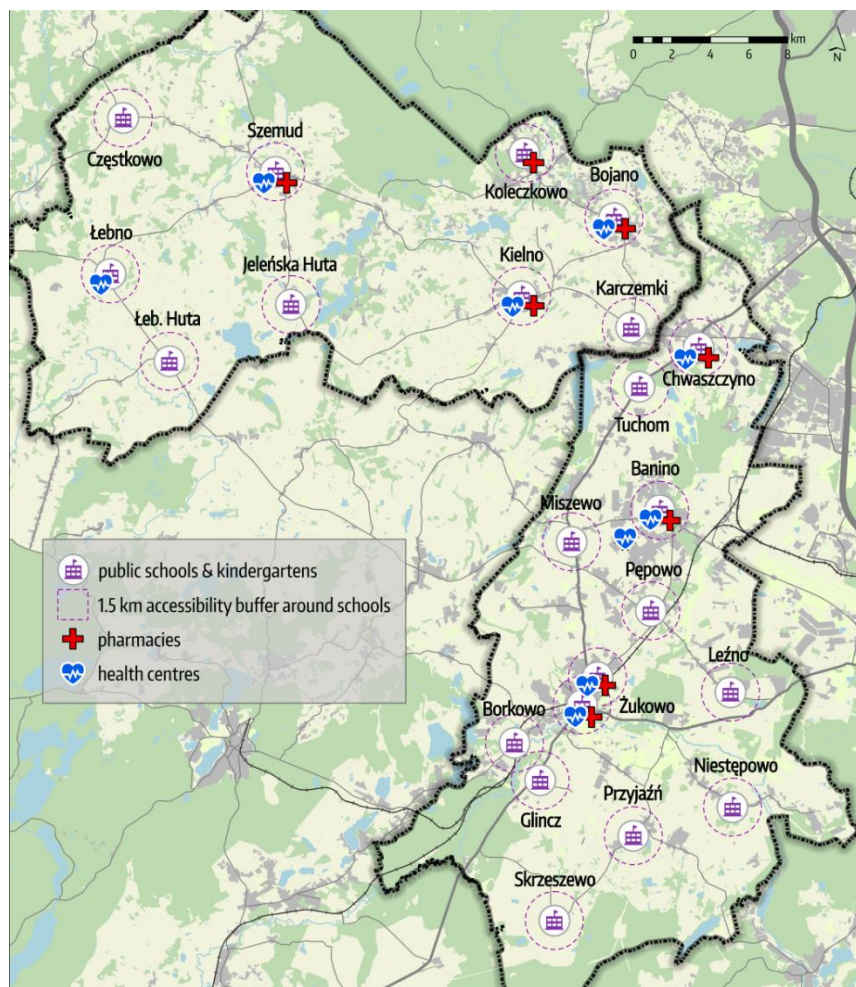 0 2 4 6 8 km
N
Szemud
Częstkowo
Koleczkowo
Bojano
Łebno
Jeleńska Huta
Kielno
Karczemki
Łeb. Huta
Chwaszczyno
Tuchom
Banino
Miszewo
public schools & kindergartens
1.5 km accessibility buffer around schools
pharmacies
health centres
Pępowo
Leźno
Borkowo
Żukowo
Niestępowo
Glincz
Przyjaźń
Skrzeszewo